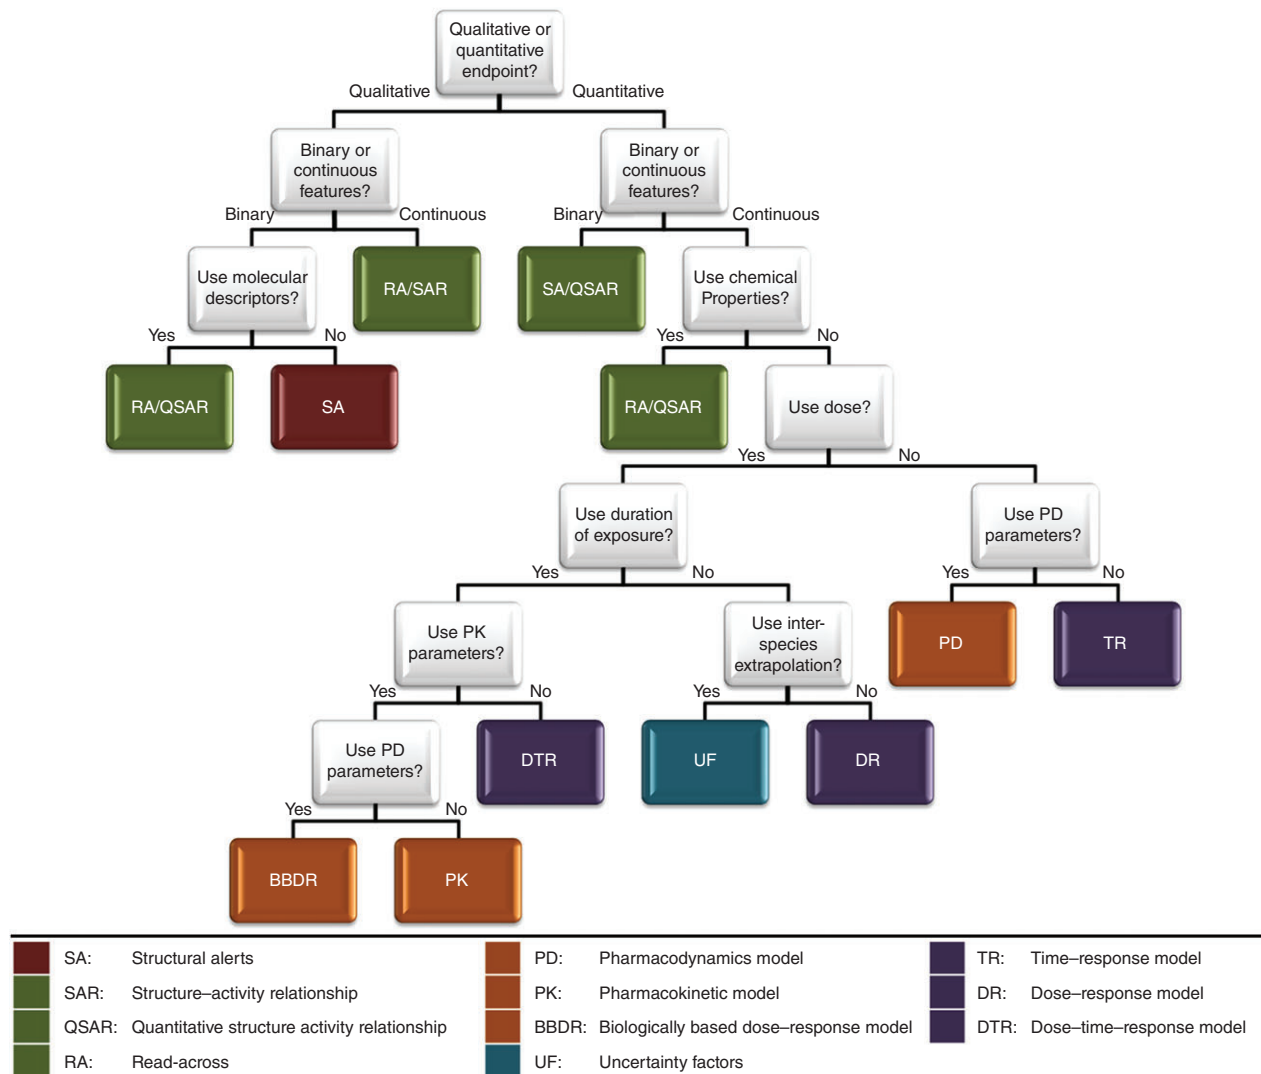 Qualitative or
quantitative
endpoint?
Qualitative
Quantitative
Binary or
continuous
features?
Binary or
continuous
features?
Binary
Continuous
Binary
Continuous
Use molecular
descriptors?
RA/SAR
SA/QSAR
Use chemical
Properties?
Yes
No
Yes
No
RA/QSAR
SA
RA/QSAR
Use dose?
Yes
No
Use duration
of exposure?
Use PD
parameters?
Yes
No
Yes
No
Use PK
parameters?
Use inter-
species
extrapolation?
PD
TR
Yes
No
Yes
No
Use PD
parameters?
DTR
UF
DR
Yes
No
BBDR
PK
SA: Structural alerts
SAR: Structure–activity relationship
QSAR: Quantitative structure activity relationship
RA: Read-across
PD: Pharmacodynamics model
PK: Pharmacokinetic model
BBDR: Biologically based dose–response model
UF: Uncertainty factors
TR: Time–response model
DR: Dose–response model
DTR: Dose–time–response model